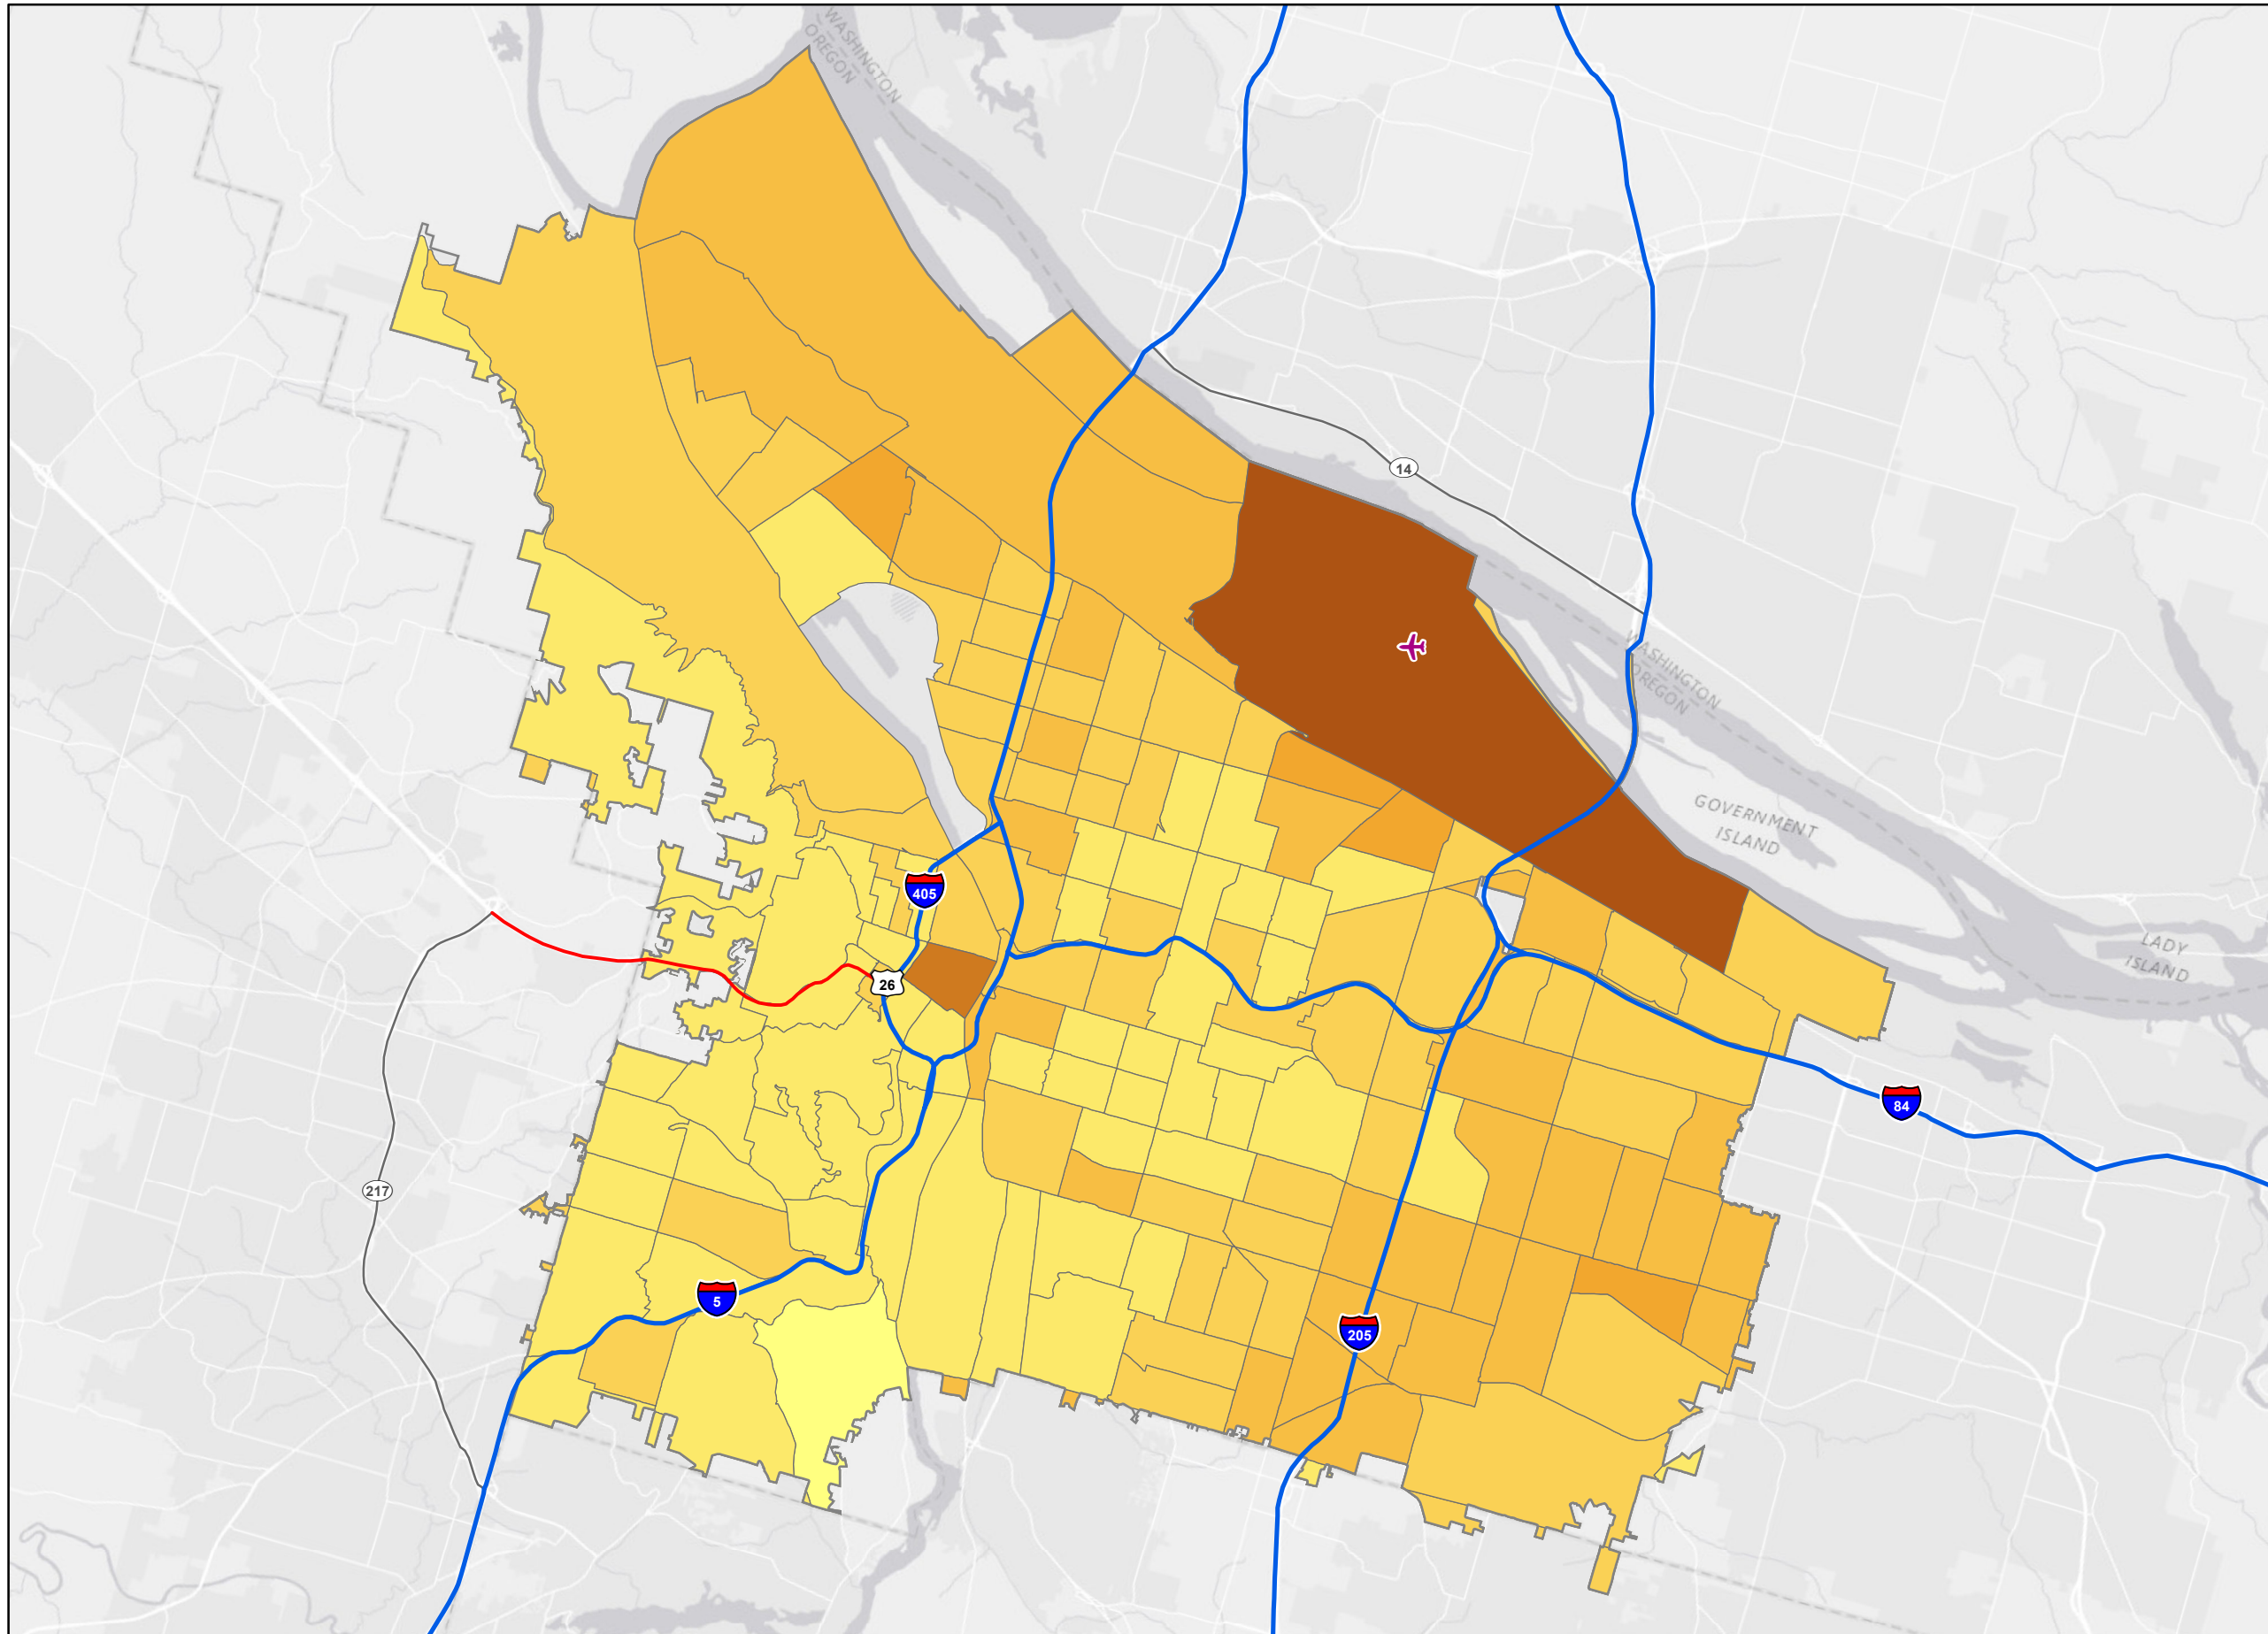 WASHINGTON
OREGON
14
WASHINGTON
OREGON
GOVERNMENT
ISLAND
405
LADY
ISLAND
26
84
217
5
205